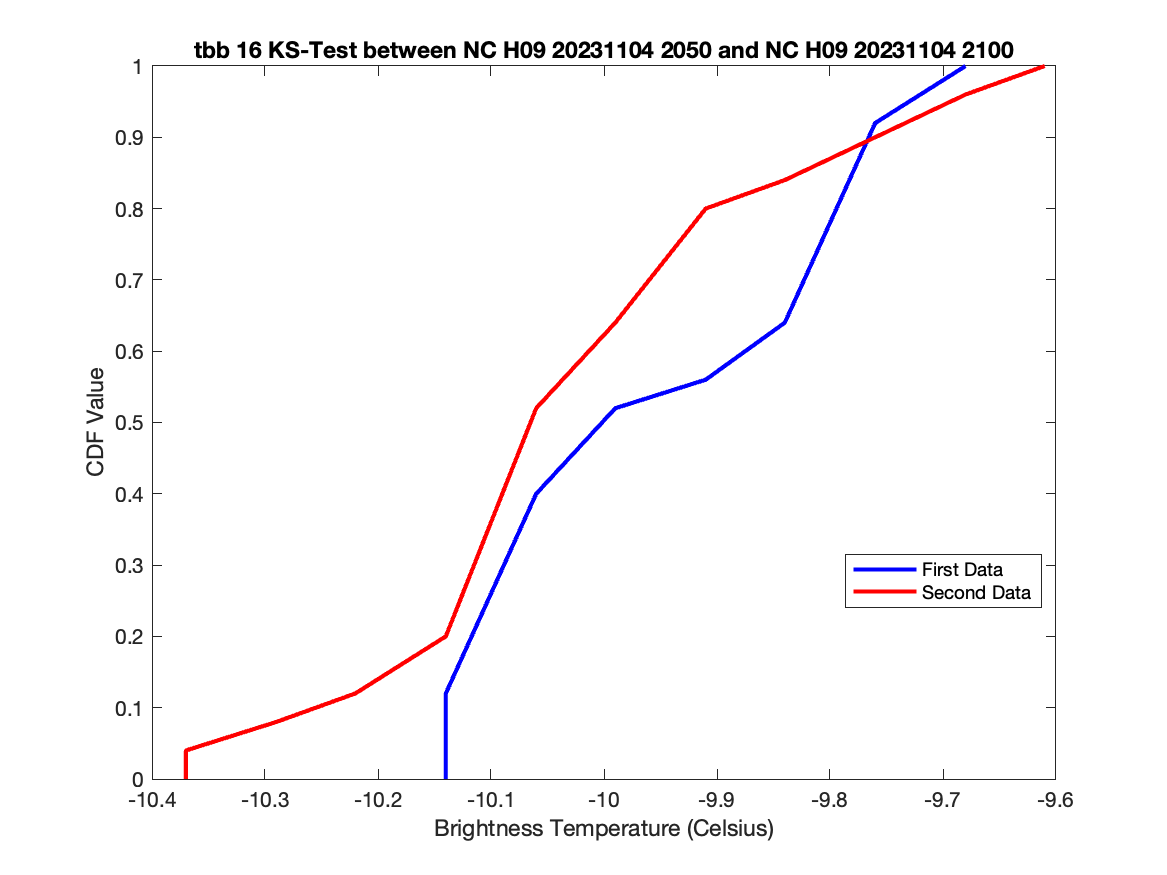 tbb 16 KS-Test between NC H09 20231104 2050 and NC H09 20231104 2100
1
0.9
0.8
0.7
0.6
0.5
0.4
0.3
0.2
0.1
0
CDF Value
First Data
Second Data
-10.4 -10.3 -10.2 -10.1 -10 -9.9 -9.8 -9.7 -9.6
Brightness Temperature (Celsius)